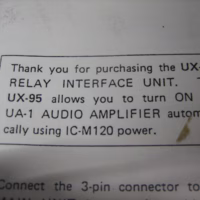 Thank you for purchasing the UX-
RELAY INTERFACE UNIT. T
UX-95 allows you to turn ON
UA-1 AUDIO AMPLIFIER autom
cally using IC-M120 power.
Connect the 3-pin connector to